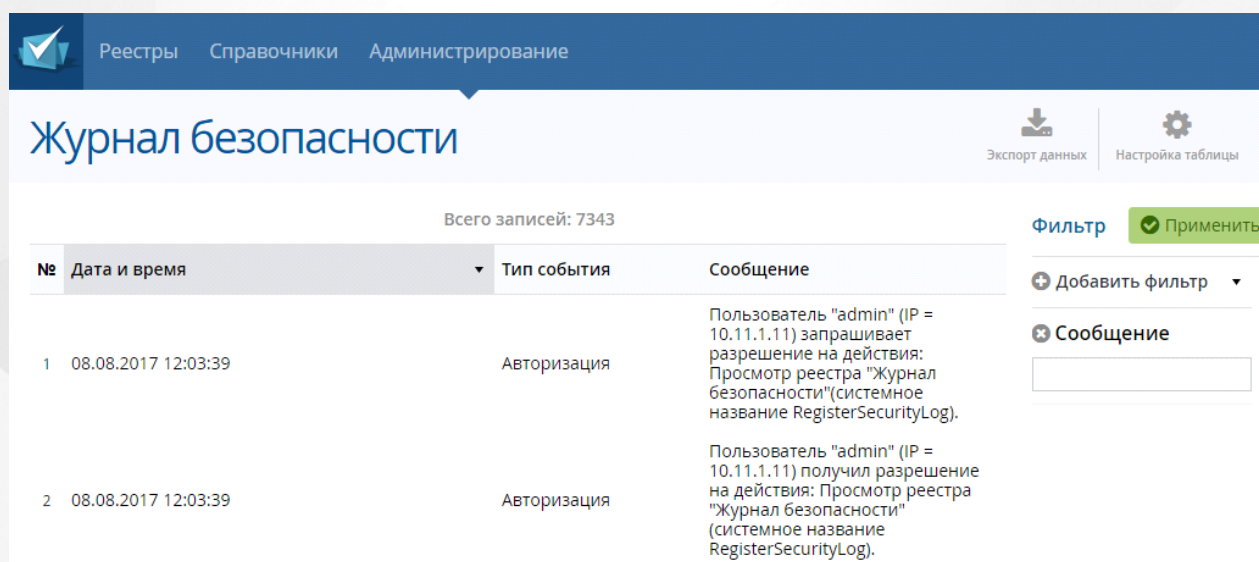 Реестры Справочники Администрирование
Журнал безопасности
Экспорт данных Настройка таблицы
Всего записей: 7343
Фильтр Применить
№ Дата и время Тип события Сообщение
Добавить фильтр
Сообщение
1 08.08.2017 12:03:39 Авторизация
Пользователь "admin" (IP =
10.11.1.11) запрашивает
разрешение на действия:
Просмотр реестра "Журнал
безопасности"(системное
название RegisterSecurityLog).
2 08.08.2017 12:03:39 Авторизация
Пользователь "admin" (IP =
10.11.1.11) получил разрешение
на действия: Просмотр реестра
"Журнал безопасности"
(системное название
RegisterSecurityLog).